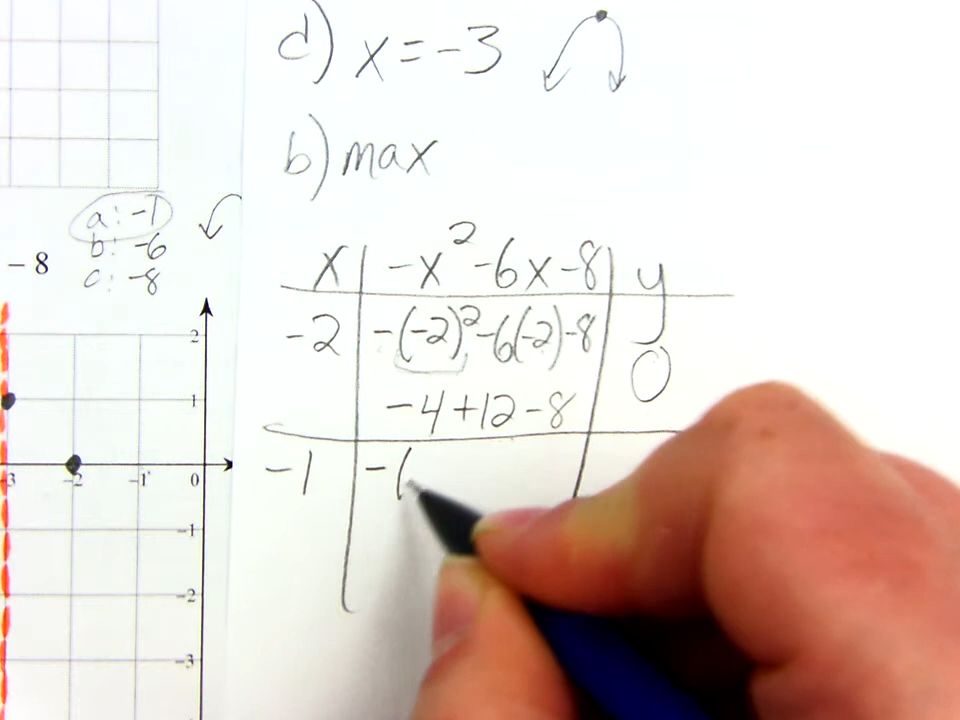 d) x = -3
b) max
a: -1
b: -6
c: -8
- 8
x | -x² - 6x - 8 | y
-2 | -(-2)² - 6(-2) - 8 | 0
-4 + 12 - 8
-1 | -(
2
1
-3 -2 -1 0
-1
-2
-3